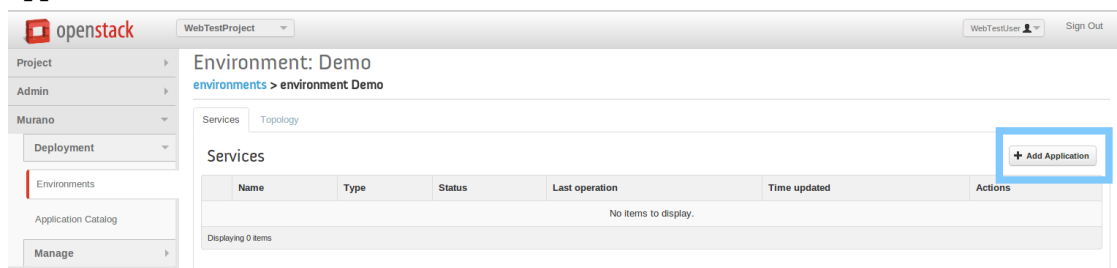 openstack WebTestProject WebTestUser Sign Out
Project
Admin
Murano
Deployment
Environments
Application Catalog
Manage
Environment: Demo
environments > environment Demo
Services Topology
Services + Add Application
Name Type Status Last operation Time updated Actions
No items to display.
Displaying 0 items